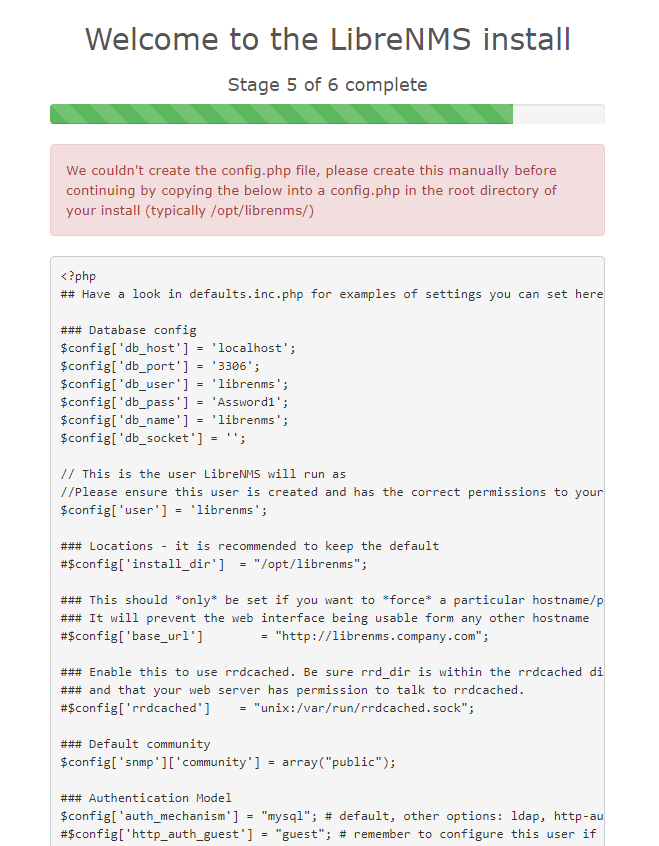 Welcome to the LibreNMS install
Stage 5 of 6 complete
We couldn't create the config.php file, please create this manually before
continuing by copying the below into a config.php in the root directory of
your install (typically /opt/librenms/)
<?php
## Have a look in defaults.inc.php for examples of settings you can set here
### Database config
$config['db_host'] = 'localhost';
$config['db_port'] = '3306';
$config['db_user'] = 'librenms';
$config['db_pass'] = 'Assword1';
$config['db_name'] = 'librenms';
$config['db_socket'] = '';
// This is the user LibreNMS will run as
//Please ensure this user is created and has the correct permissions to your
$config['user'] = 'librenms';
### Locations - it is recommended to keep the default
#$config['install_dir']  = "/opt/librenms";
### This should *only* be set if you want to *force* a particular hostname/p
### It will prevent the web interface being usable form any other hostname
#$config['base_url']        = "http://librenms.company.com";
### Enable this to use rrdcached. Be sure rrd_dir is within the rrdcached di
### and that your web server has permission to talk to rrdcached.
#$config['rrdcached']    = "unix:/var/run/rrdcached.sock";
### Default community
$config['snmp']['community'] = array("public");
### Authentication Model
$config['auth_mechanism'] = "mysql"; # default, other options: ldap, http-au
#$config['http_auth_guest'] = "guest"; # remember to configure this user if